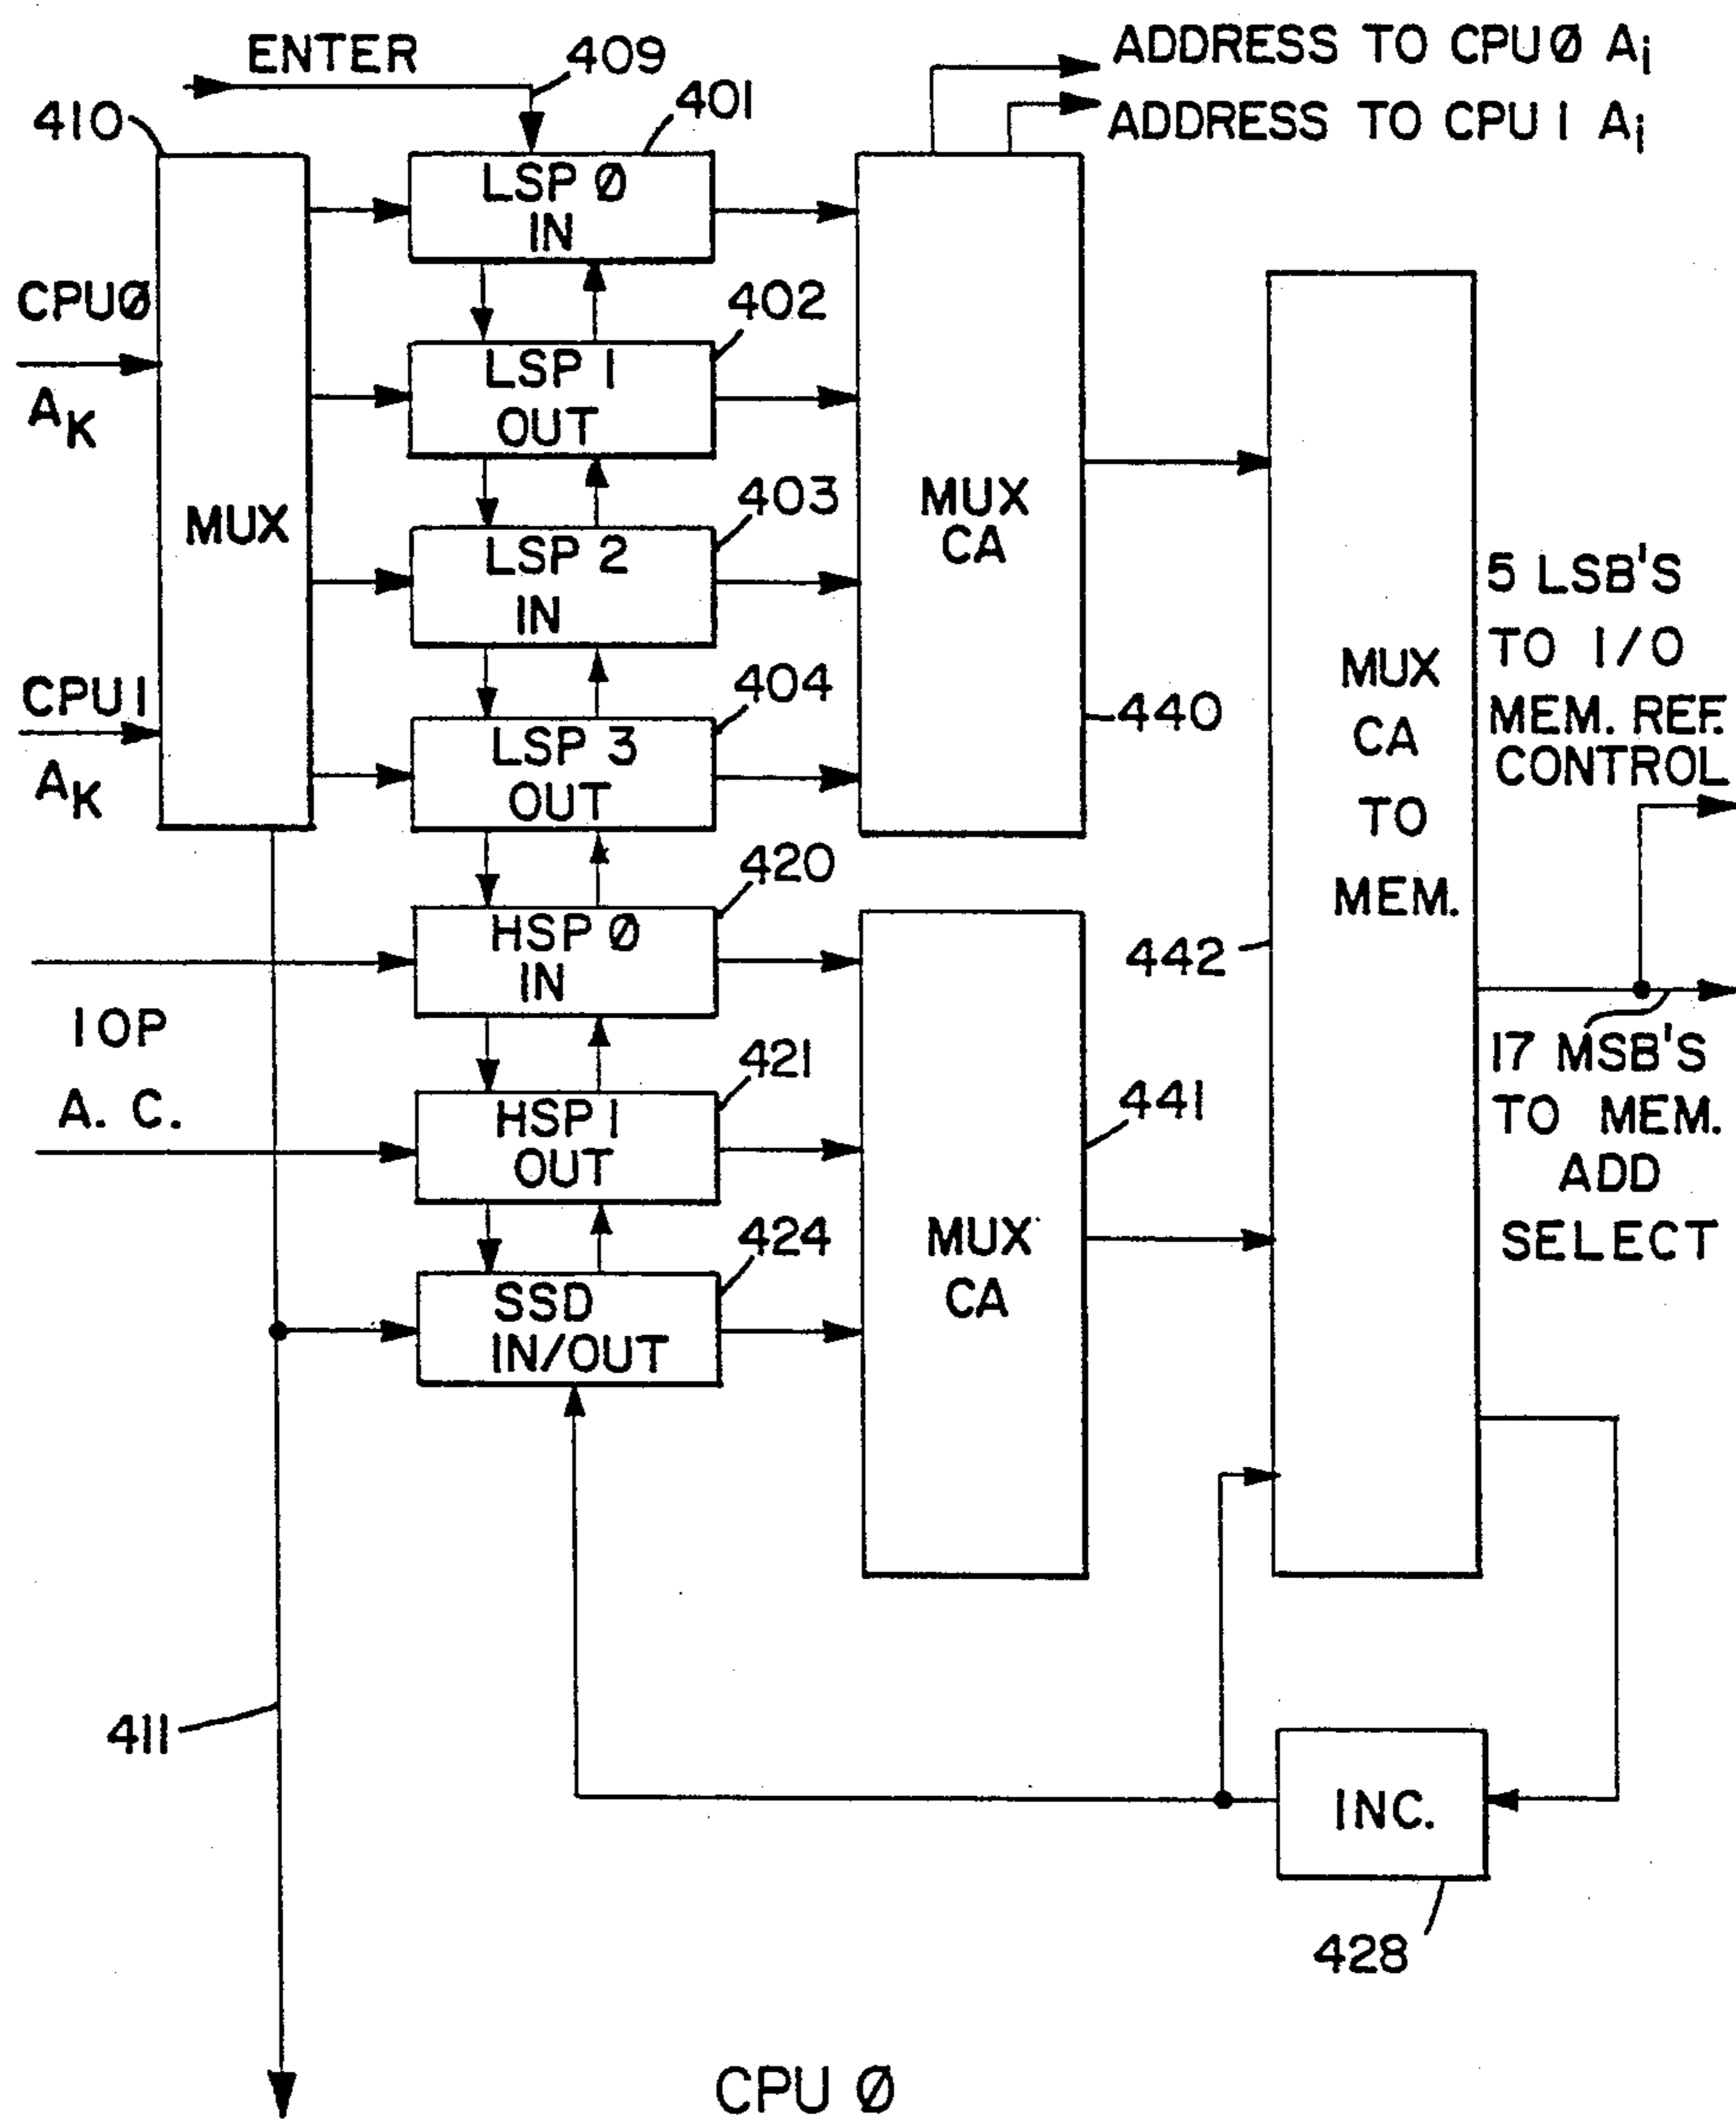 ENTER
409
ADDRESS TO CPU Ø Ai
401
ADDRESS TO CPU 1 Ai
410
LSP Ø
IN
CPUØ
AK
402
LSP 1
OUT
MUX
403
LSP 2
IN
MUX
CA
5 LSB'S
TO I/O
MEM. REF.
CONTROL
CPU1
AK
404
LSP 3
OUT
440
MUX
CA
TO
MEM.
420
HSP Ø
IN
442
IOP
A. C.
421
HSP 1
OUT
441
17 MSB'S
TO MEM.
ADD
SELECT
424
SSD
IN/OUT
MUX
CA
411
INC.
428
CPU Ø